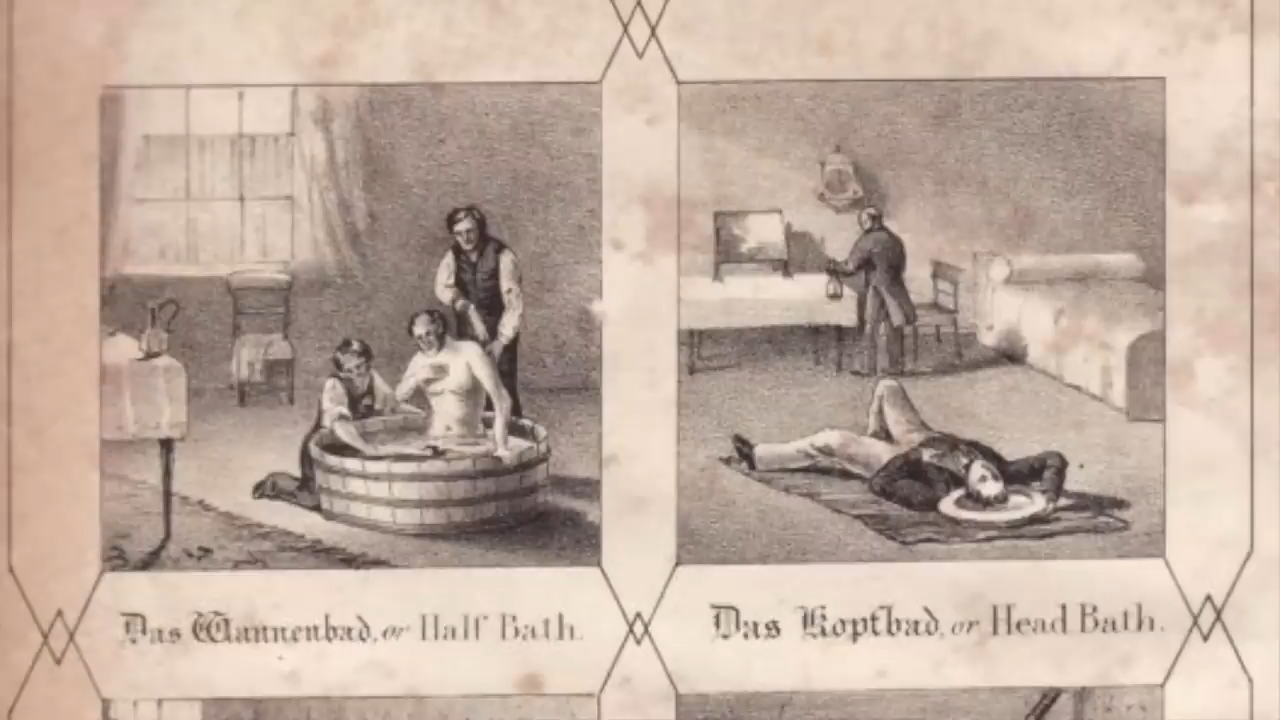 Das Wannenbad, or Half Bath.
Das Kopfbad, or Head Bath.